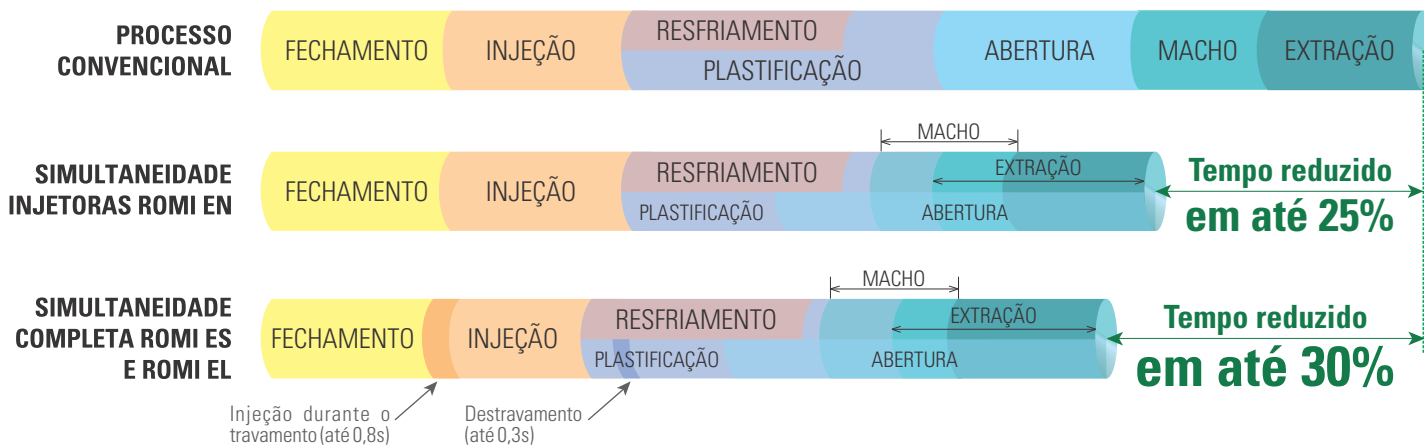 PROCESSO
CONVENCIONAL
FECHAMENTO
INJEÇÃO
RESFRIAMENTO
PLASTIFICAÇÃO
ABERTURA
MACHO
EXTRAÇÃO
SIMULTANEIDADE
INJETORAS ROMI EN
FECHAMENTO
INJEÇÃO
RESFRIAMENTO
PLASTIFICAÇÃO
MACHO
EXTRAÇÃO
ABERTURA
Tempo reduzido
em até 25%
SIMULTANEIDADE
COMPLETA ROMI ES
E ROMI EL
FECHAMENTO
INJEÇÃO
RESFRIAMENTO
PLASTIFICAÇÃO
MACHO
EXTRAÇÃO
ABERTURA
Tempo reduzido
em até 30%
Injeção durante o
travamento (até 0,8s)
Destravamento
(até 0,3s)